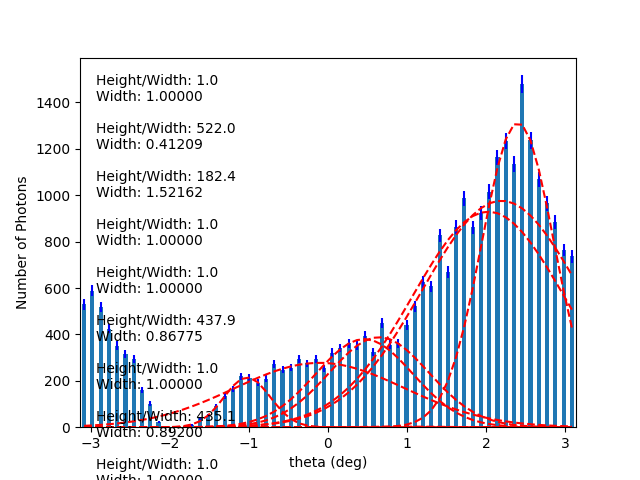 Height/Width: 1.0
Width: 1.00000
Height/Width: 522.0
Width: 0.41209
Height/Width: 182.4
Width: 1.52162
Height/Width: 1.0
Width: 1.00000
Height/Width: 1.0
Width: 1.00000
Height/Width: 437.9
Width: 0.86775
Height/Width: 1.0
Width: 1.00000
Height/Width: 435.1
Width: 0.89200
Height/Width: 1.0
Width: 1.00000
1400
1200
1000
800
600
400
200
0
Number of Photons
−3 −2 −1 0 1 2 3
theta (deg)